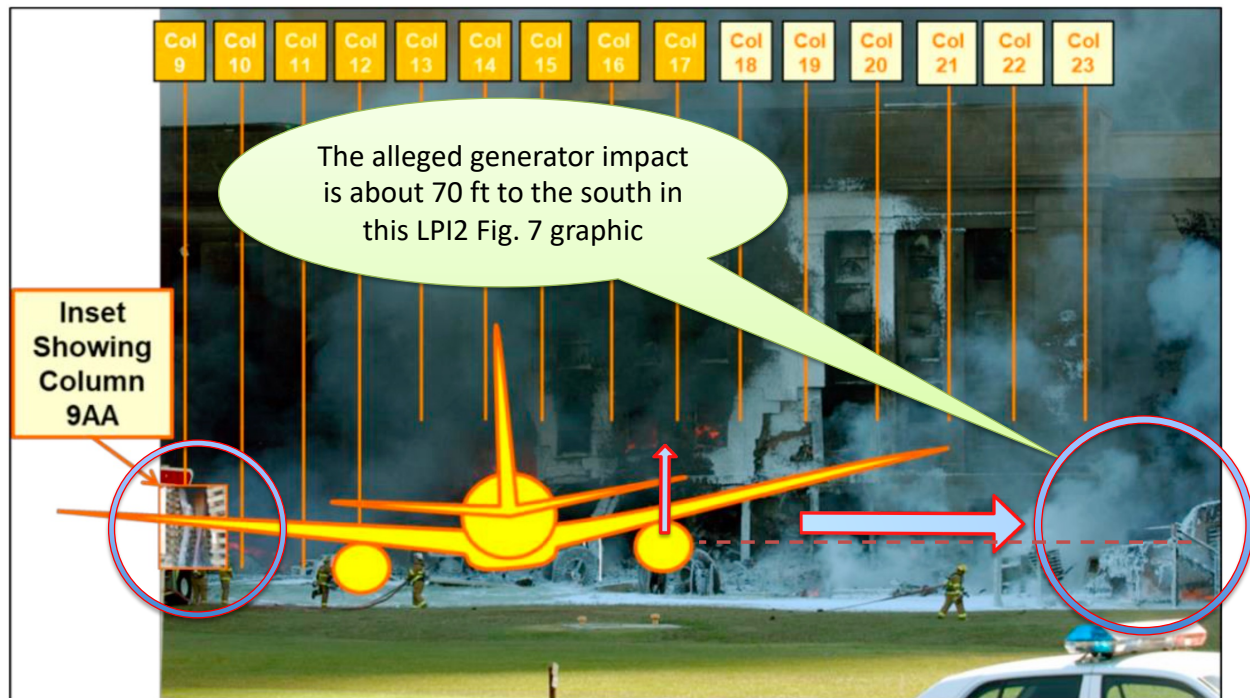 Col
9
Col
10
Col
11
Col
12
Col
13
Col
14
Col
15
Col
16
Col
17
Col
18
Col
19
Col
20
Col
21
Col
22
Col
23
The alleged generator impact
is about 70 ft to the south in
this LPI2 Fig. 7 graphic
Inset
Showing
Column
9AA